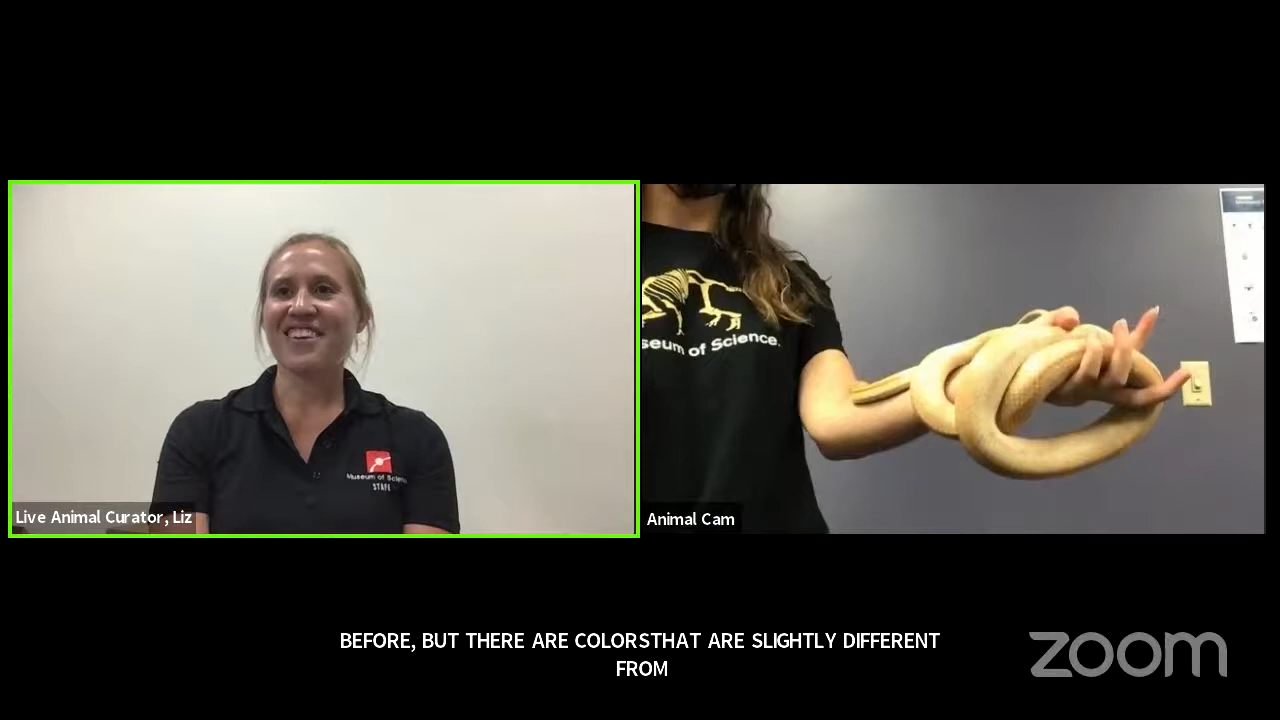 Museum of Science
STAFF
seum of Science.
Live Animal Curator, Liz
Animal Cam
BEFORE, BUT THERE ARE COLORSTHAT ARE SLIGHTLY DIFFERENT
FROM
zoom